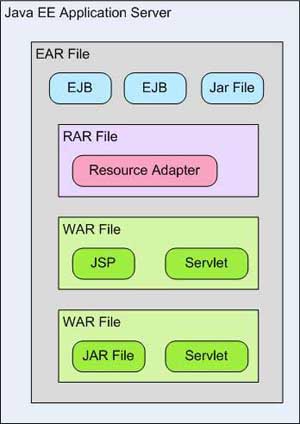 Java EE Application Server
EAR File
EJB EJB Jar File
RAR File
Resource Adapter
WAR File
JSP Servlet
WAR File
JAR File Servlet